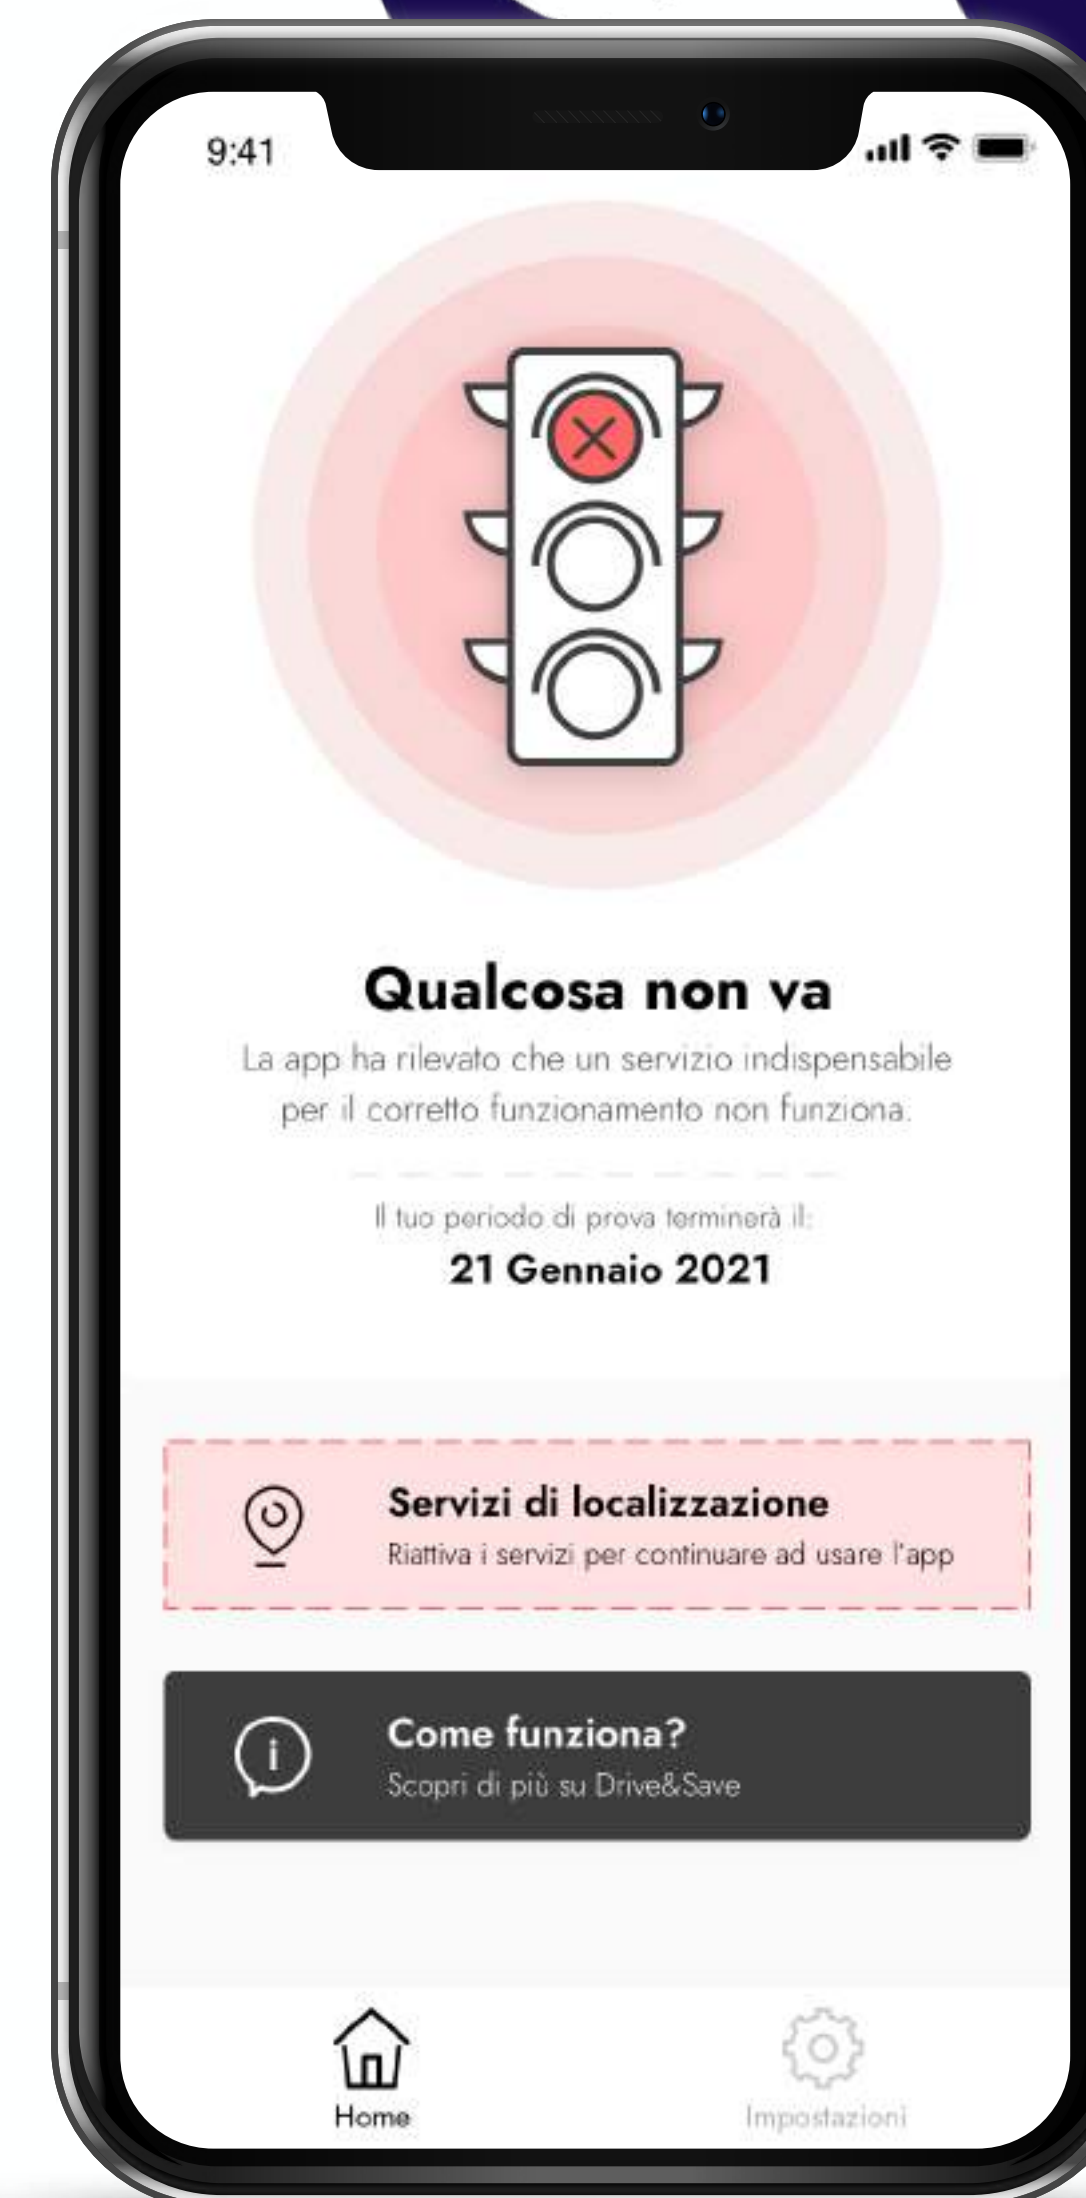 9:41
Qualcosa non va
La app ha rilevato che un servizio indispensabile
per il corretto funzionamento non funziona.
Il tuo periodo di prova terminerà il:
21 Gennaio 2021
Servizi di localizzazione
Riattiva i servizi per continuare ad usare l'app
i
Come funziona?
Scopri di più su Drive&Save
Home
Impostazioni